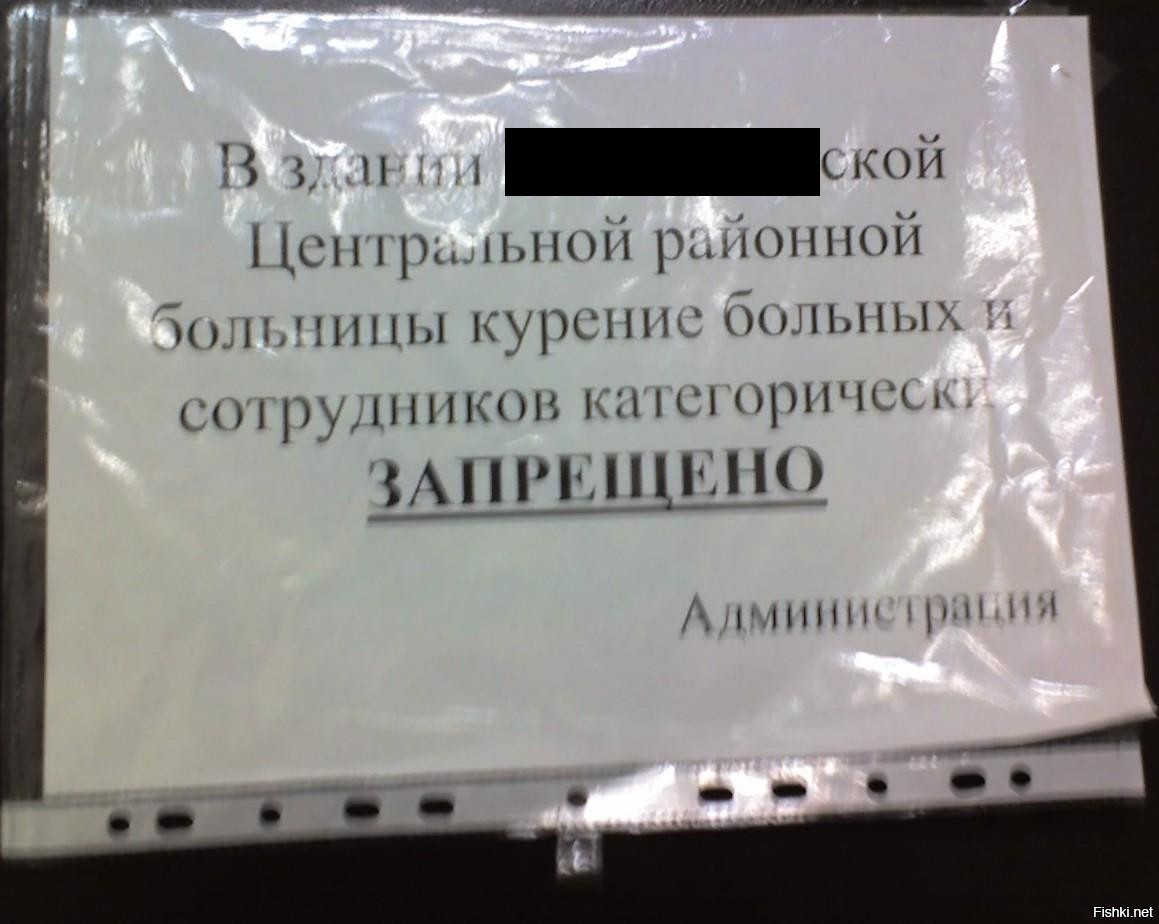 В здании ской
Центральной районной
больницы курение больных и
сотрудников категорически
ЗАПРЕЩЕНО
Администрация
Fishki.net